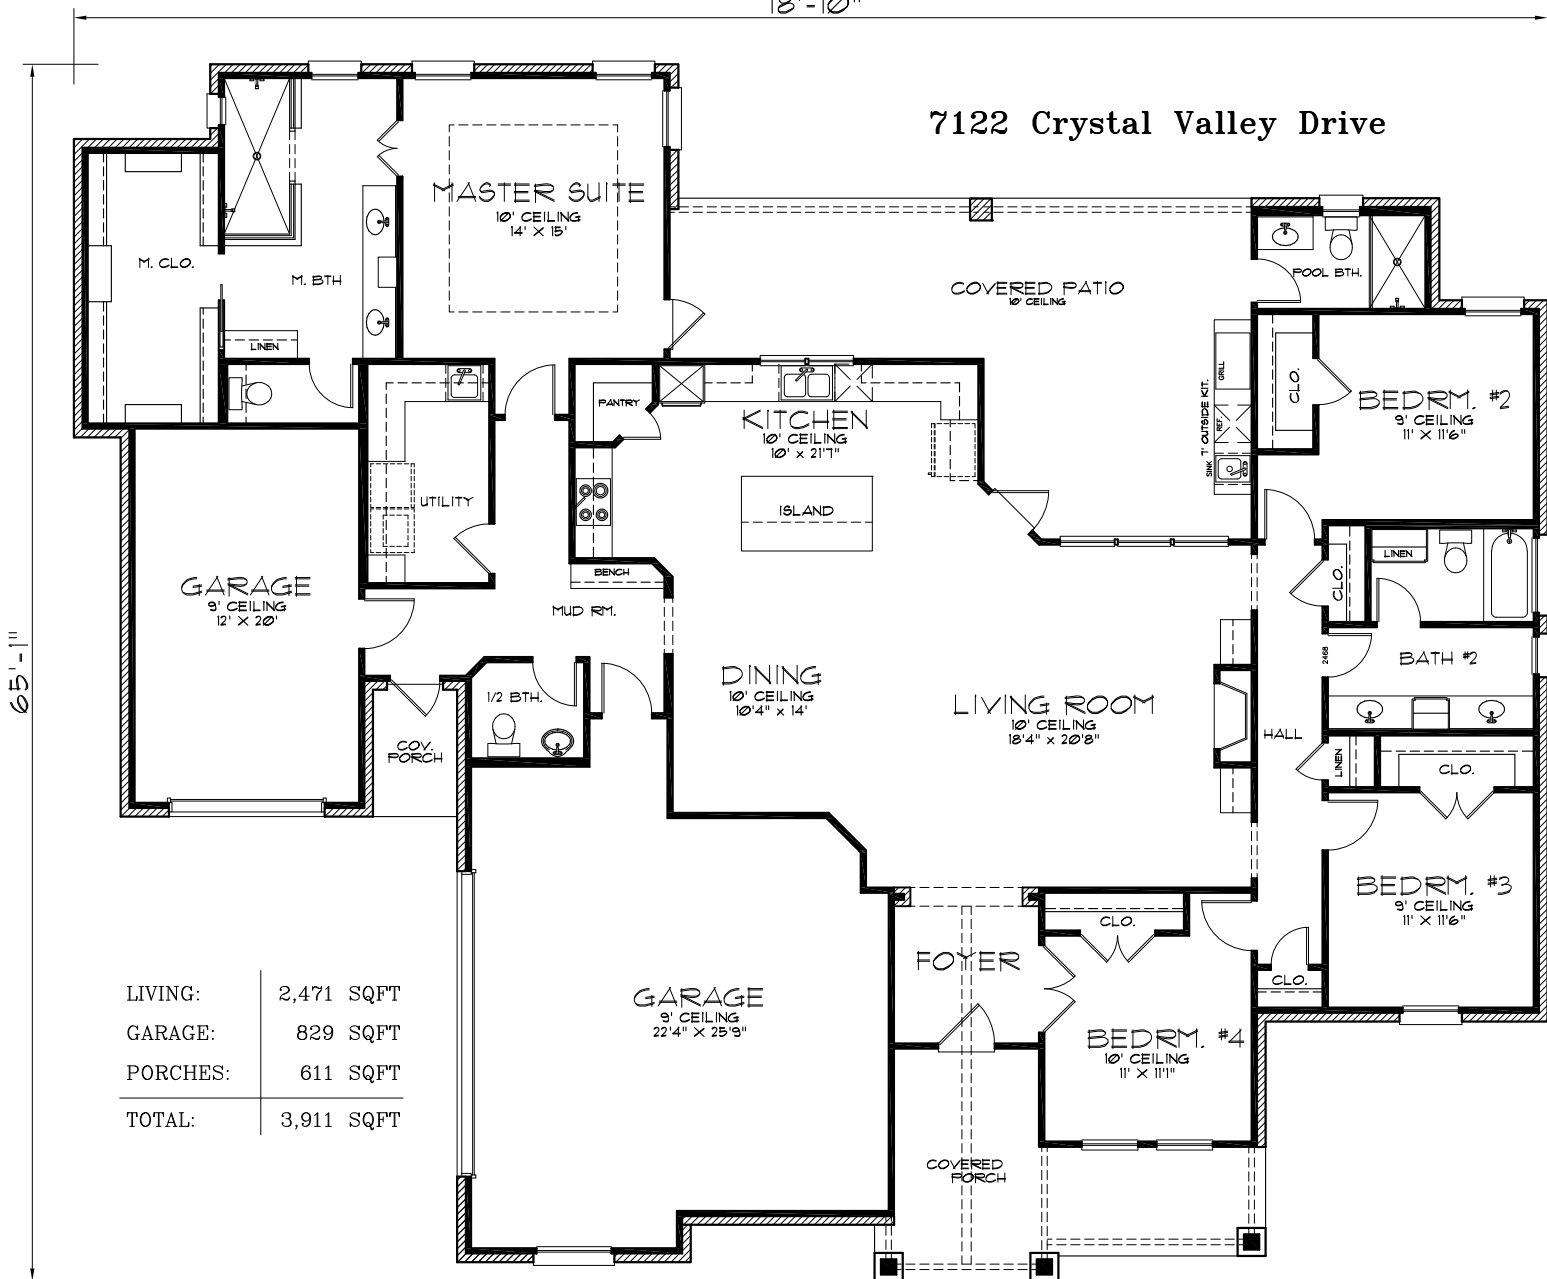 18'-10"
7122 Crystal Valley Drive
MASTER SUITE
10' CEILING
14' X 15'
M. CLO.
M. BTH
LINEN
COVERED PATIO
10' CEILING
POOL BTH.
GRILL
7' OUTSIDE KIT.
REF.
SINK
CLO.
BEDRM. #2
9' CEILING
11' X 11'6"
PANTRY
KITCHEN
10' CEILING
10' x 21'7"
ISLAND
UTILITY
BENCH
MUD RM.
GARAGE
9' CEILING
12' X 20'
65'-1"
LINEN
CLO.
2468
BATH #2
DINING
10' CEILING
10'4" x 14'
LIVING ROOM
10' CEILING
18'4" x 20'8"
1/2 BTH.
COV.
PORCH
HALL
LINEN
CLO.
BEDRM. #3
9' CEILING
11' X 11'6"
CLO.
FOYER
CLO.
GARAGE
9' CEILING
22'4" X 25'9"
BEDRM. #4
10' CEILING
11' X 11'1"
COVERED
PORCH
LIVING: 2,471 SQFT
GARAGE: 829 SQFT
PORCHES: 611 SQFT
TOTAL: 3,911 SQFT